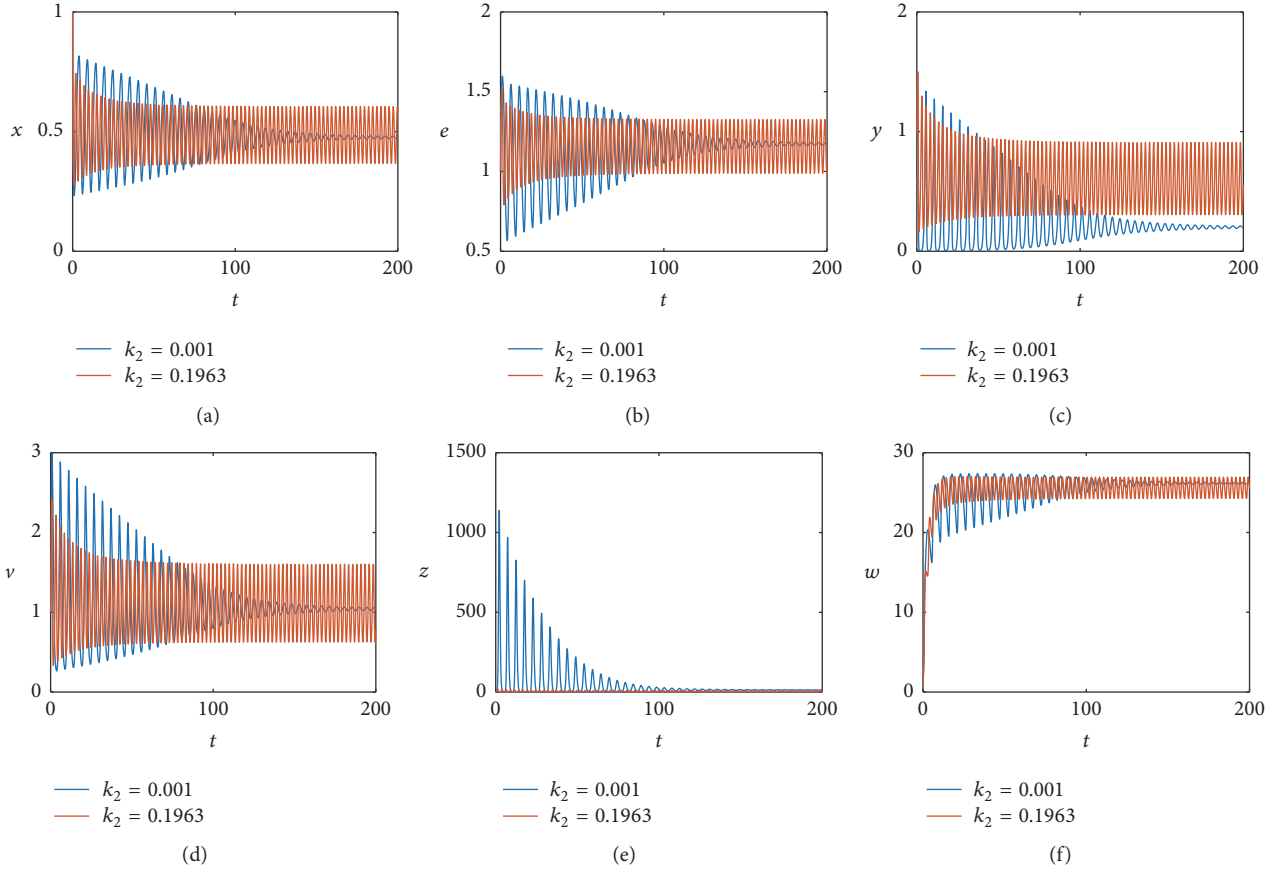 1
0.5
0
x
0 100 200
t
k₂ = 0.001
k₂ = 0.1963
(a)
2
1.5
1
0.5
e
0 100 200
t
k₂ = 0.001
k₂ = 0.1963
(b)
2
1
0
y
0 100 200
t
k₂ = 0.001
k₂ = 0.1963
(c)
3
2
1
0
v
0 100 200
t
k₂ = 0.001
k₂ = 0.1963
(d)
1500
1000
500
0
z
0 100 200
t
k₂ = 0.001
k₂ = 0.1963
(e)
30
20
10
0
w
0 100 200
t
k₂ = 0.001
k₂ = 0.1963
(f)